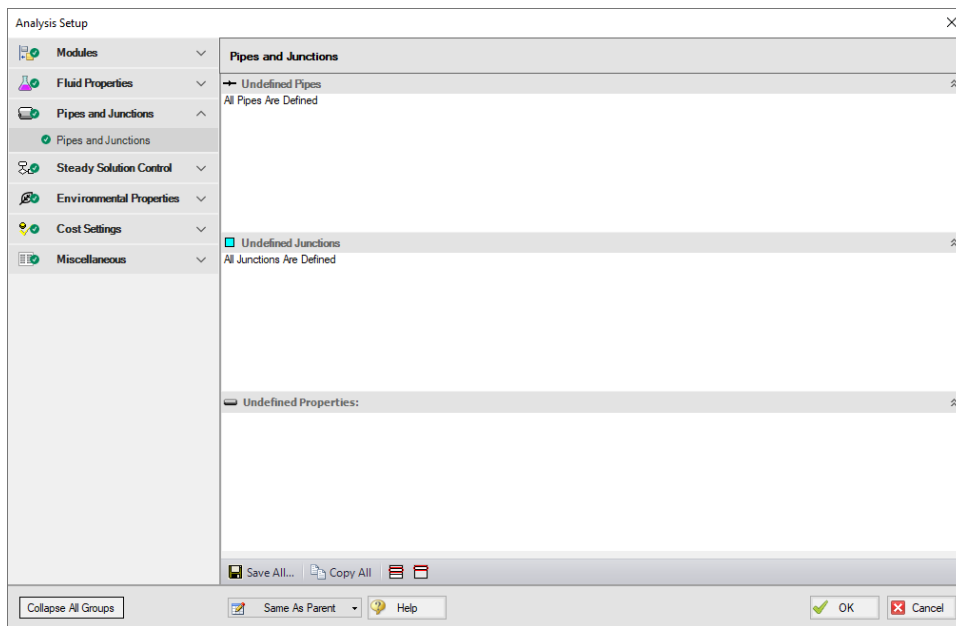 Analysis Setup
Modules
Fluid Properties
Pipes and Junctions
Pipes and Junctions
Steady Solution Control
Environmental Properties
Cost Settings
Miscellaneous
Pipes and Junctions
Undefined Pipes
All Pipes Are Defined
Undefined Junctions
All Junctions Are Defined
Undefined Properties:
Save All... Copy All
Collapse All Groups Same As Parent Help OK Cancel